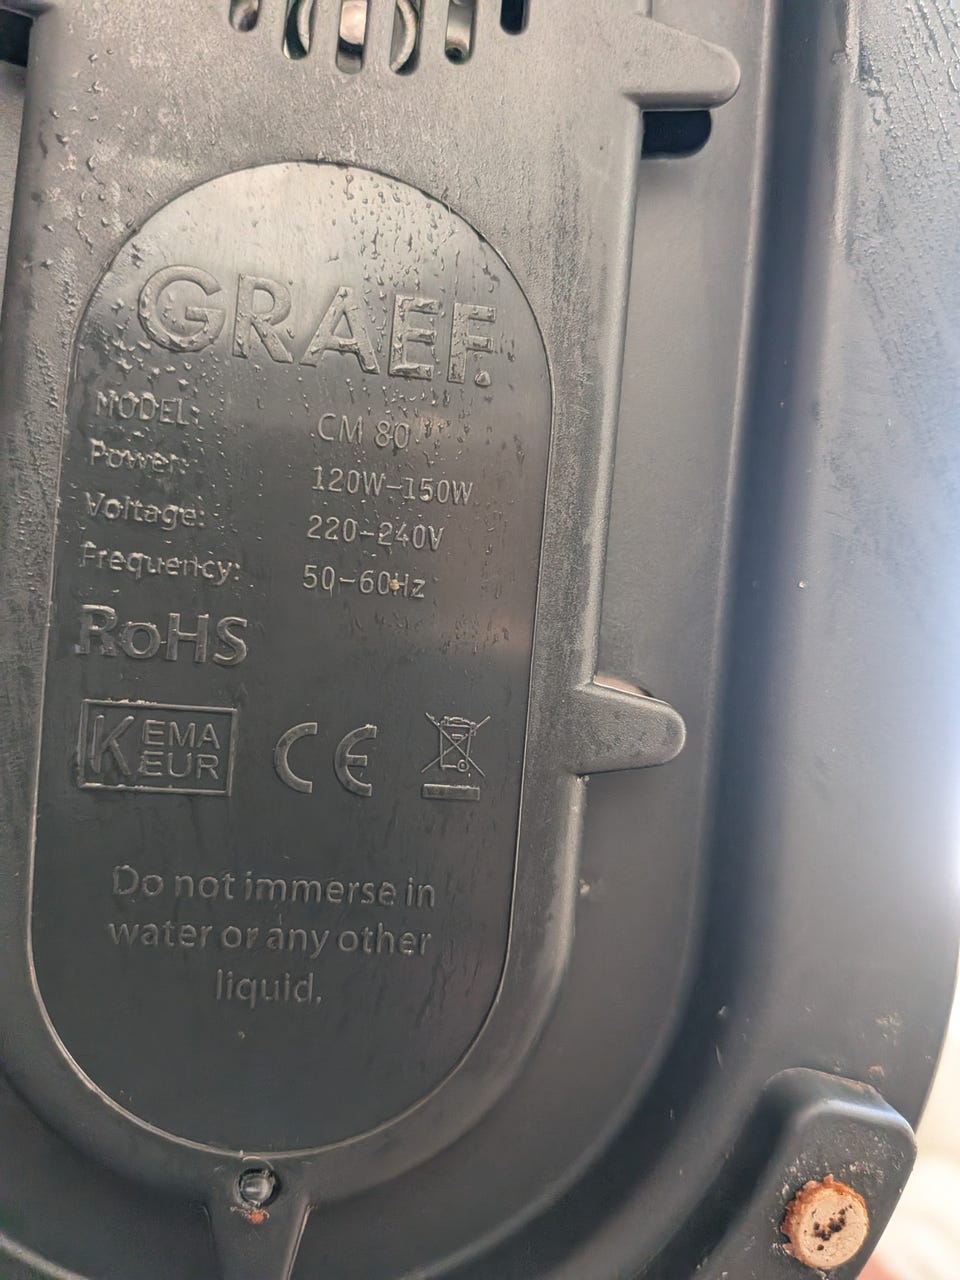 GRAEF.
MODEL: CM 80
Power: 120W-150W
Voltage: 220-240V
Frequency: 50-60Hz
RoHS
KEMA EUR CE
Do not immerse in
water or any other
liquid.